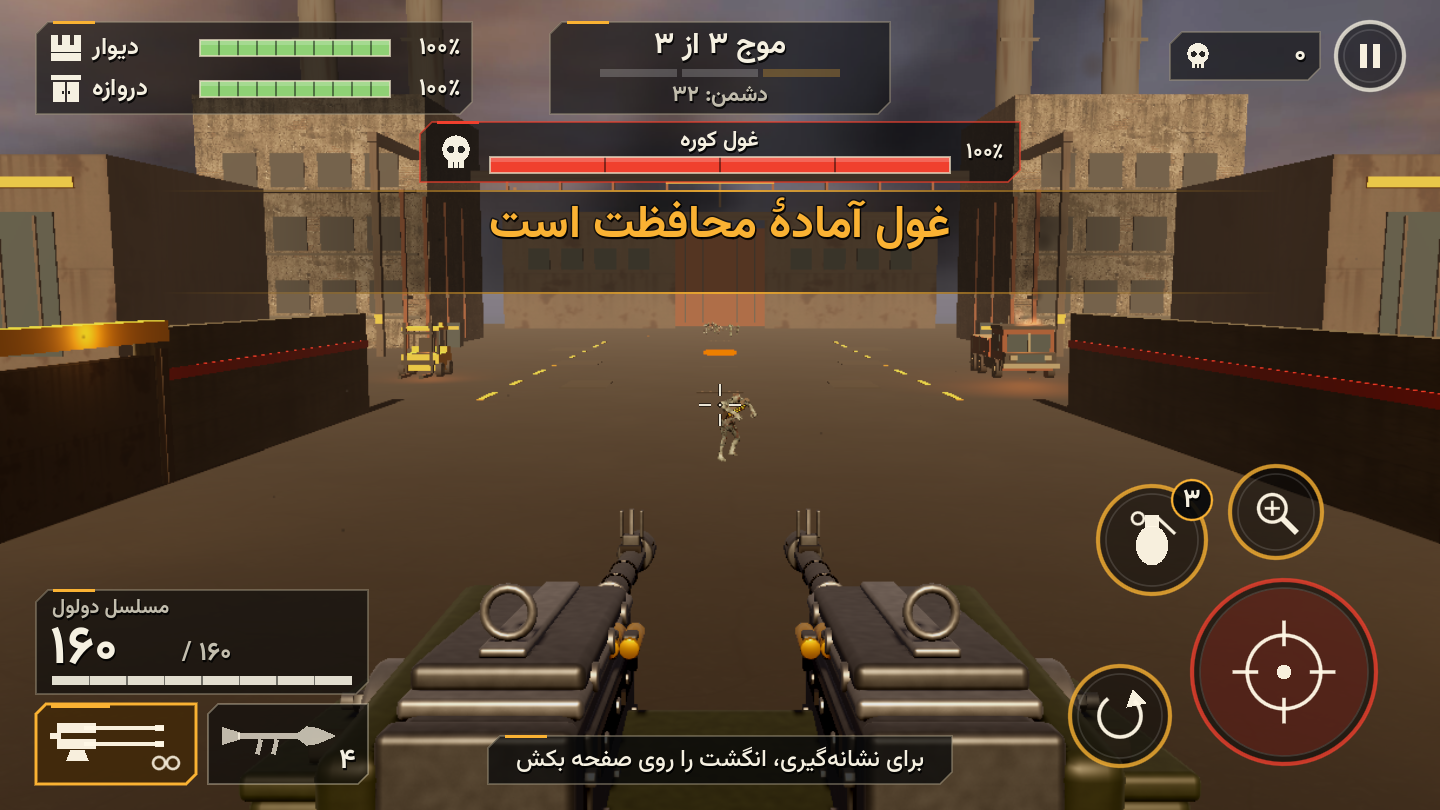 دیوار ۱۰۰٪
دروازه ۱۰۰٪
موج ۳ از ۳
دشمن: ۳۲
۰
غول کوره
۱۰۰٪
غول آمادهٔ محافظت است
۳
مسلسل دولول
۱۶۰ / ۱۶۰
∞
۴
برای نشانه‌گیری، انگشت را روی صفحه بکش